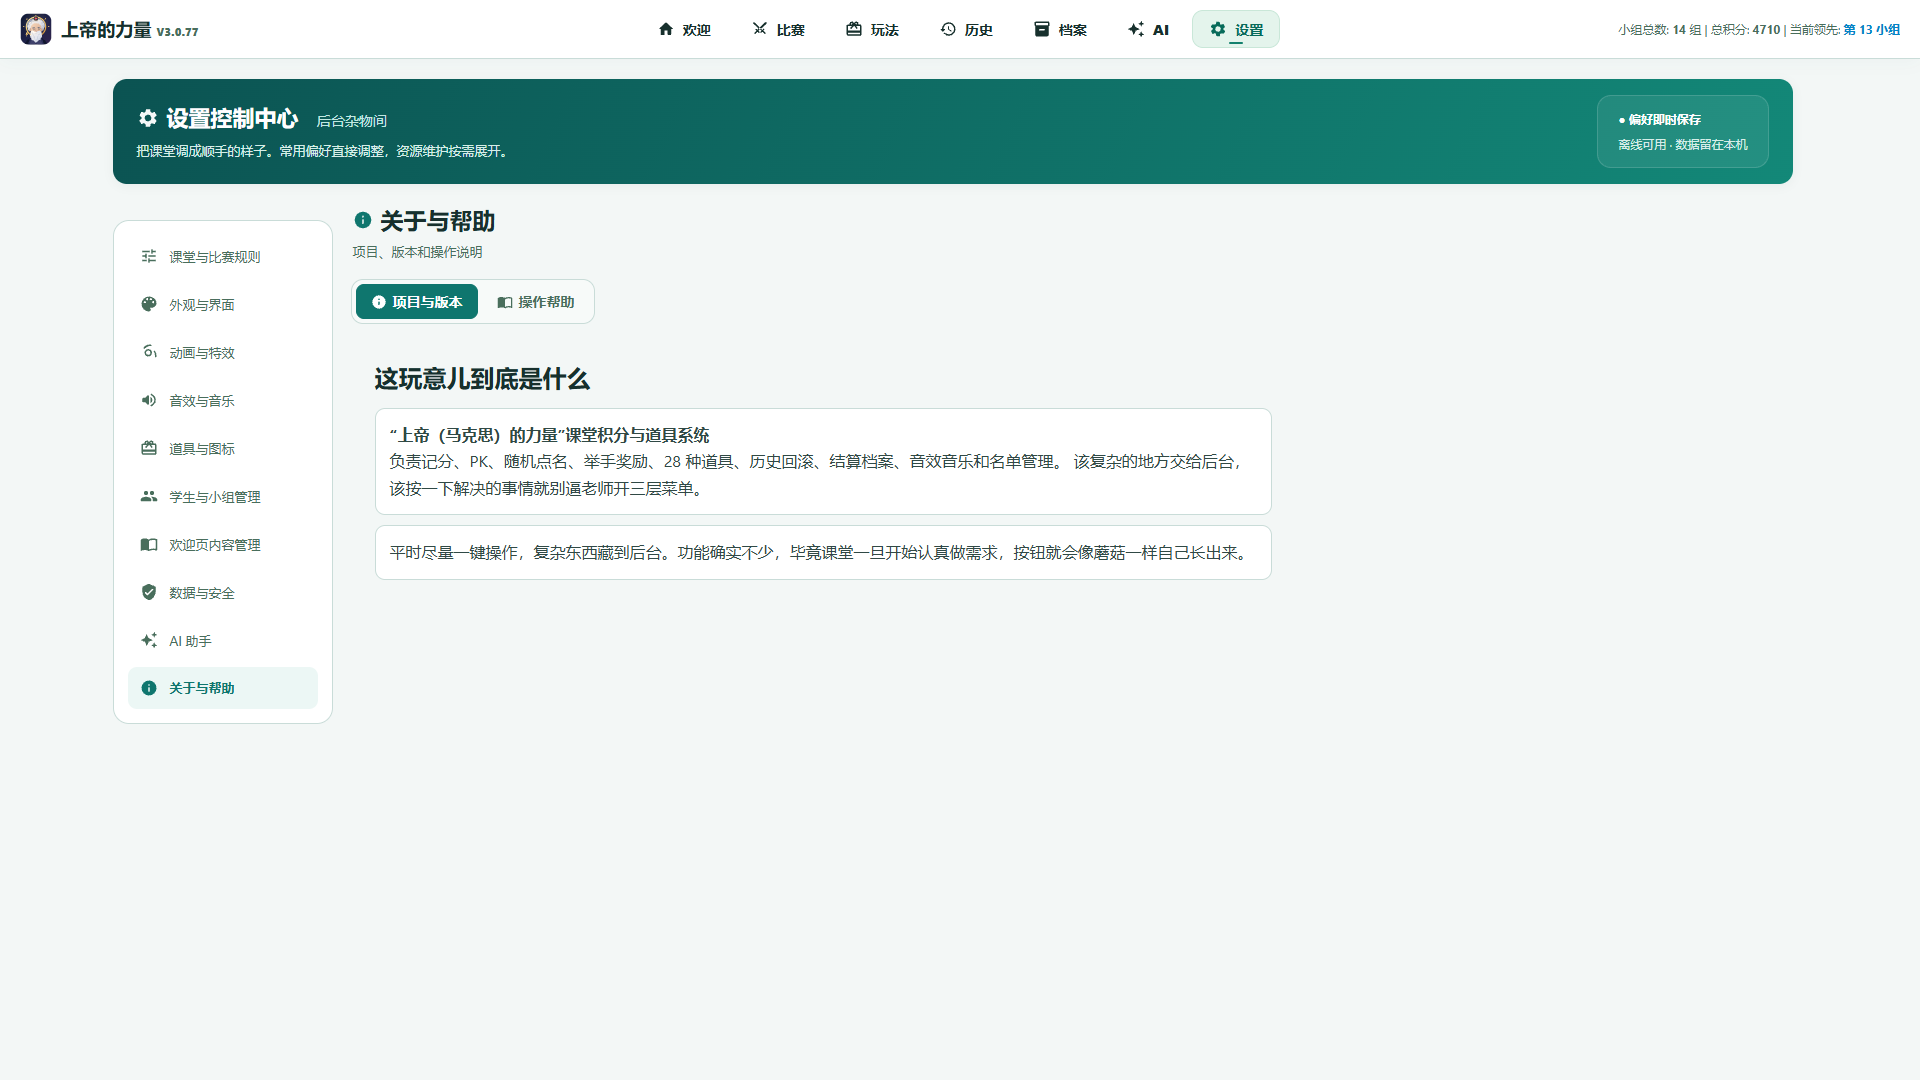 上帝的力量 V3.0.77
欢迎
比赛
玩法
历史
档案
AI
设置
小组总数: 14 组 | 总积分: 4710 | 当前领先: 第 13 小组
设置控制中心 后台杂物间
把课堂调成顺手的样子。常用偏好直接调整，资源维护按需展开。
● 偏好即时保存
离线可用 · 数据留在本机
课堂与比赛规则
外观与界面
动画与特效
音效与音乐
道具与图标
学生与小组管理
欢迎页内容管理
数据与安全
AI 助手
关于与帮助
关于与帮助
项目、版本和操作说明
项目与版本
操作帮助
这玩意儿到底是什么
“上帝（马克思）的力量”课堂积分与道具系统
负责记分、PK、随机点名、举手奖励、28 种道具、历史回滚、结算档案、音效音乐和名单管理。 该复杂的地方交给后台，
该按一下解决的事情就别逼老师开三层菜单。
平时尽量一键操作，复杂东西藏到后台。功能确实不少，毕竟课堂一旦开始认真做需求，按钮就会像蘑菇一样自己长出来。